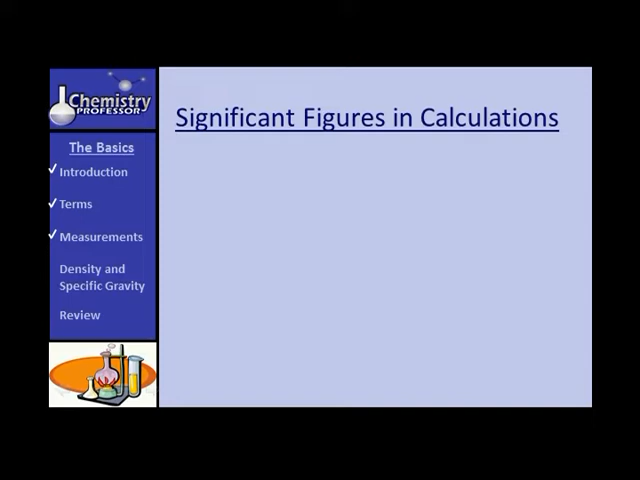 Chemistry
PROFESSOR
The Basics
Introduction
Terms
Measurements
Density and
Specific Gravity
Review
Significant Figures in Calculations